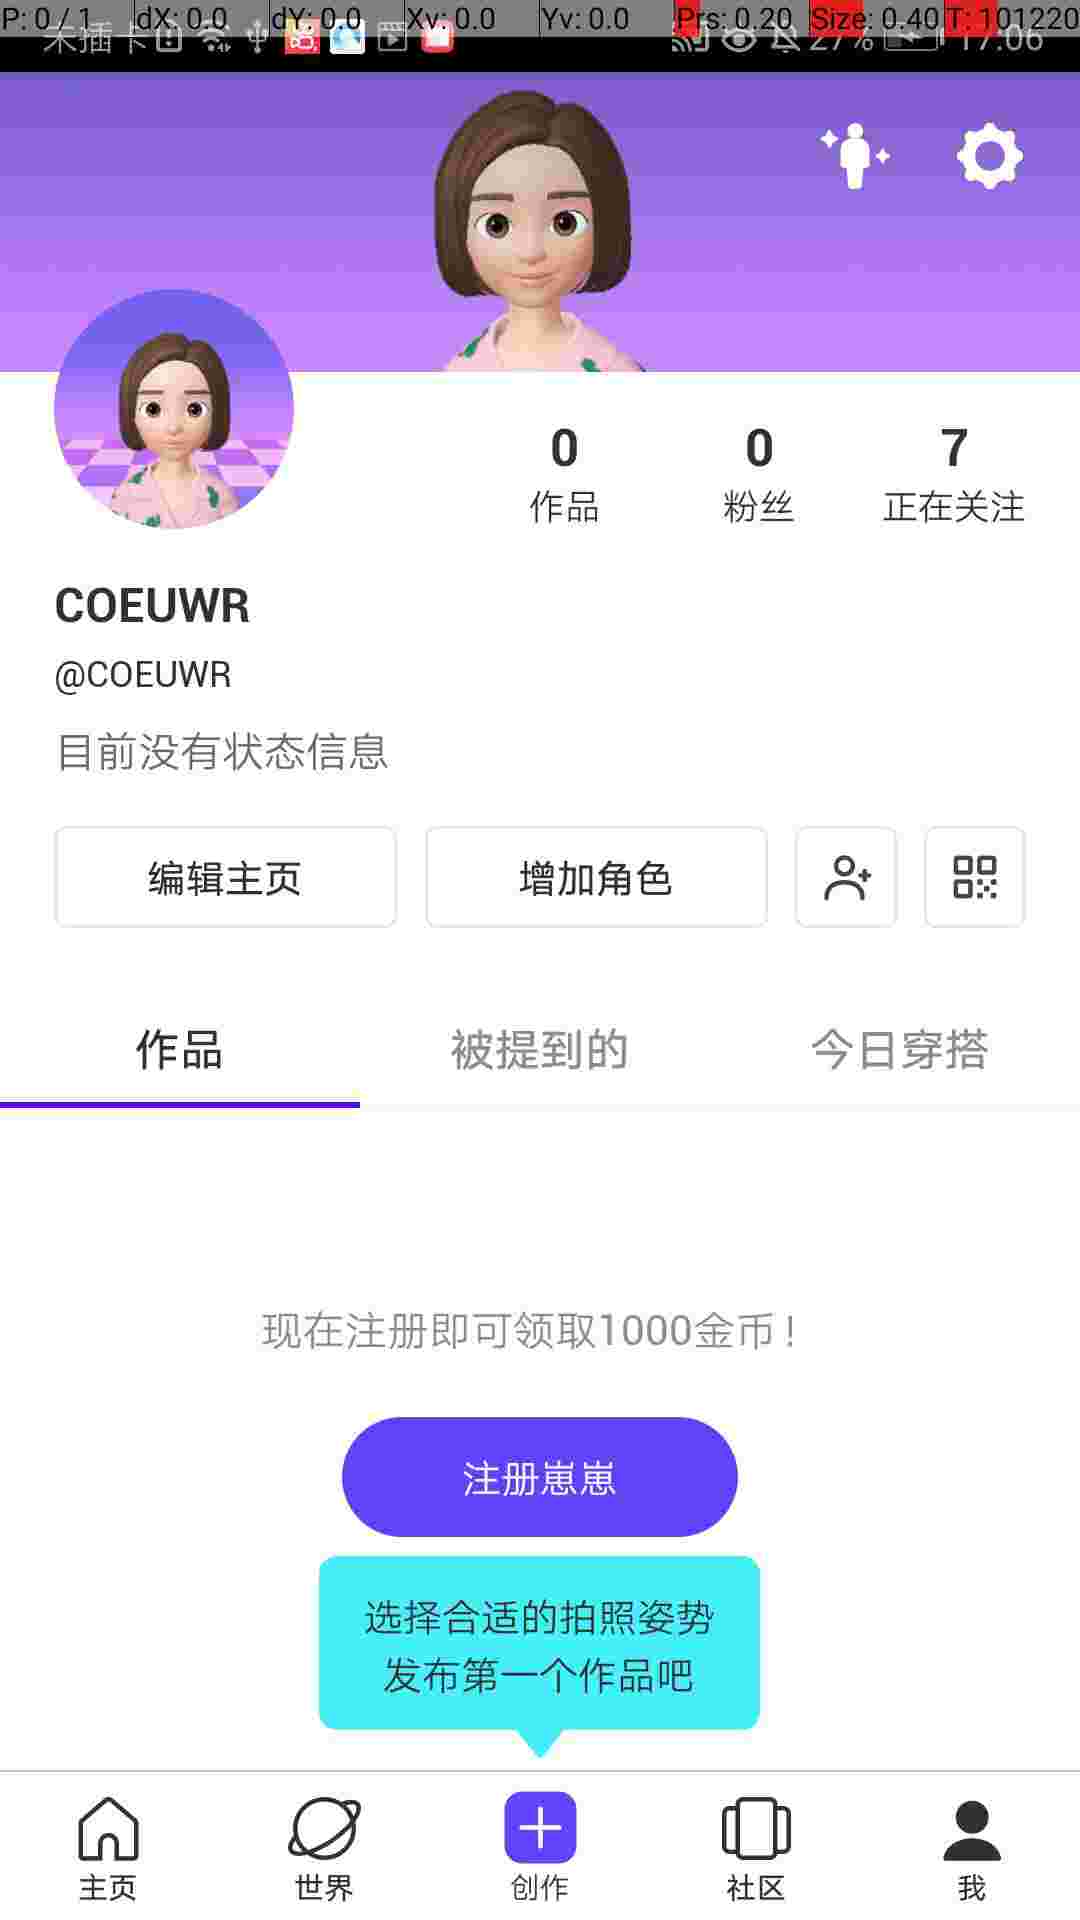 P: 0 / 1 dX: 0.0 dY: 0.0 Xv: 0.0 Yv: 0.0 Prs: 0.20 Size: 0.40 T: 101220
未插卡 27% 17:06
0 0 7
作品 粉丝 正在关注
COEUWR
@COEUWR
目前没有状态信息
编辑主页 增加角色
作品 被提到的 今日穿搭
现在注册即可领取1000金币!
注册崽崽
选择合适的拍照姿势
发布第一个作品吧
主页 世界 创作 社区 我